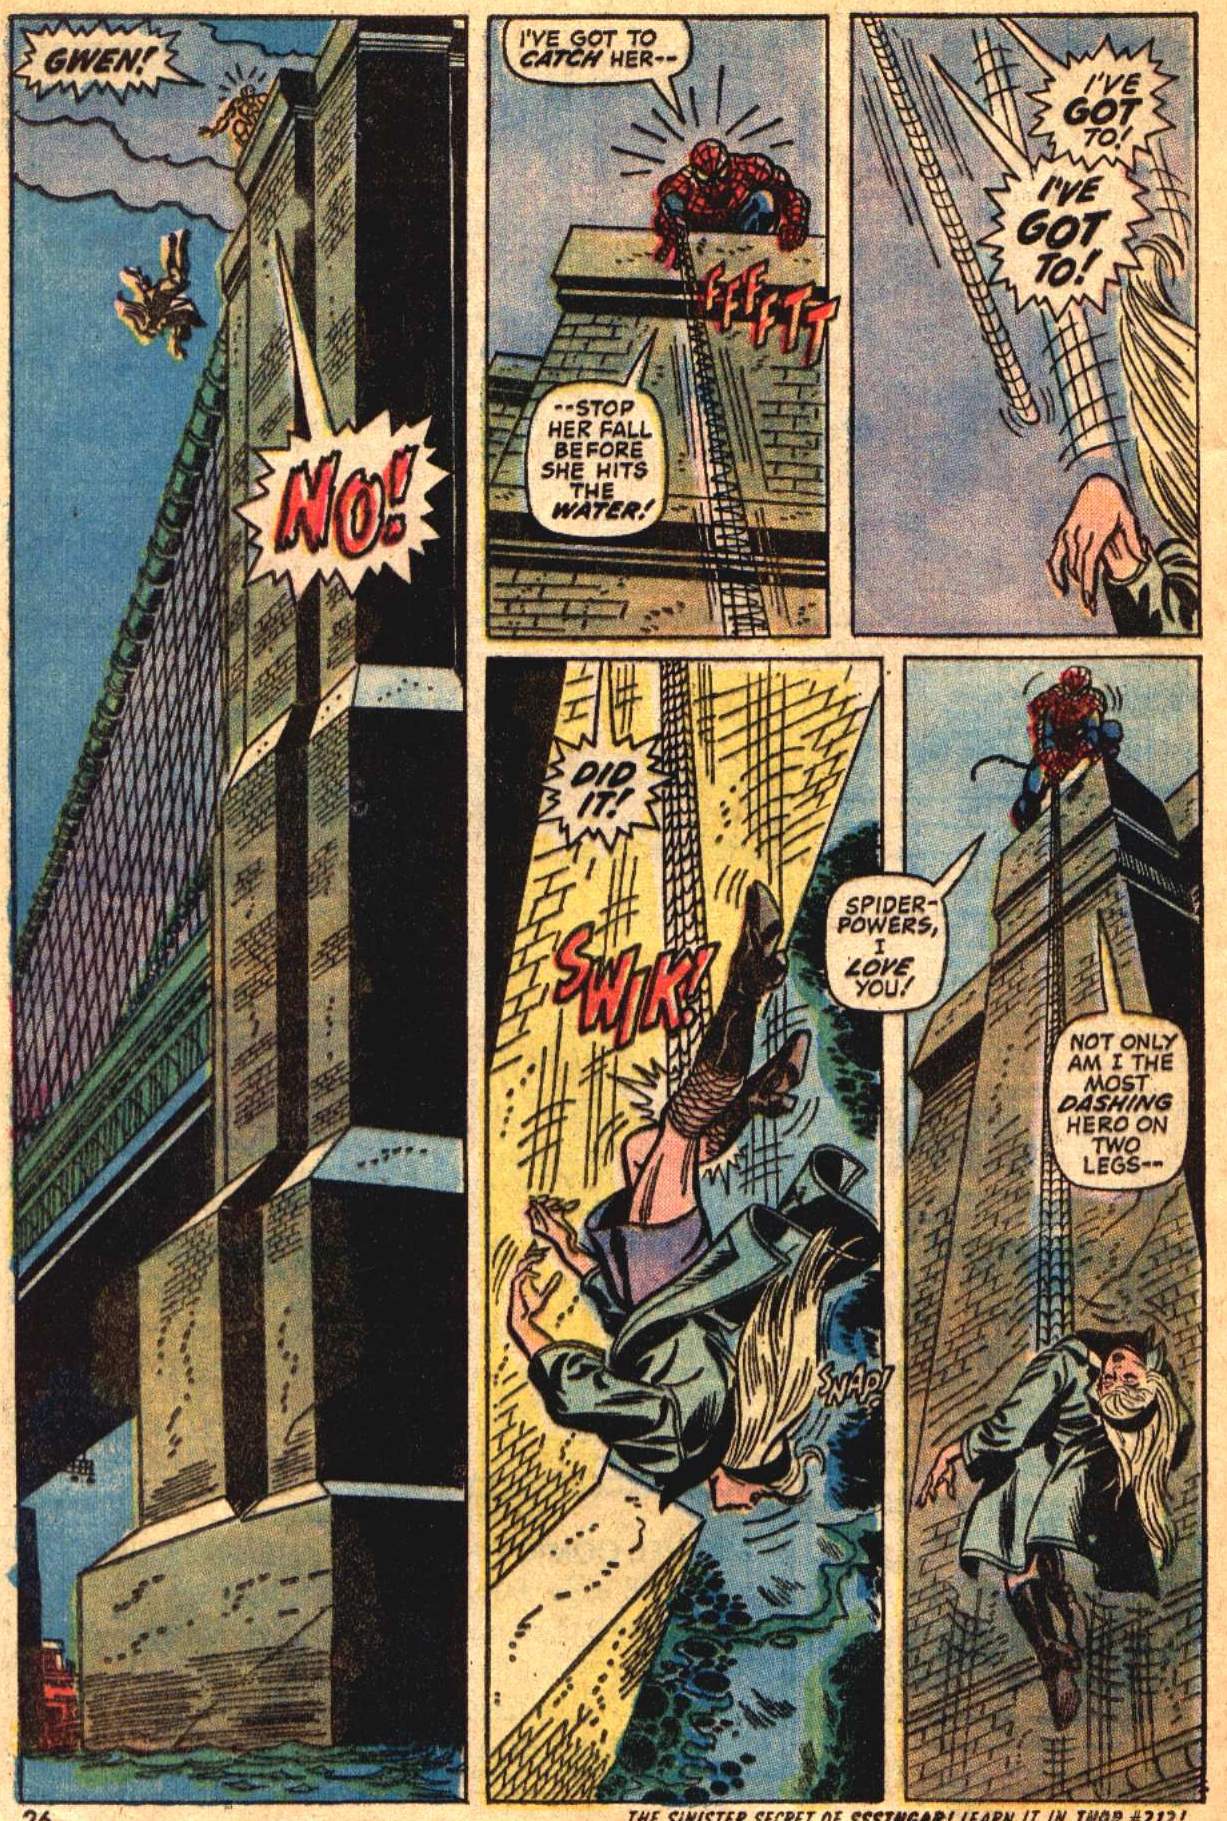 GWEN!
NO!
I'VE GOT TO
CATCH HER--
FFFFTT
--STOP
HER FALL
BEFORE
SHE HITS
THE
WATER!
I'VE
GOT
TO!
I'VE
GOT
TO!
DID
IT!
SWIK!
SNAP!
SPIDER-
POWERS,
I
LOVE
YOU!
NOT ONLY
AM I THE
MOST
DASHING
HERO ON
TWO
LEGS--
26
THE SINISTER SECRET OF SSSTHGAR! LEARN IT IN THOR #212!